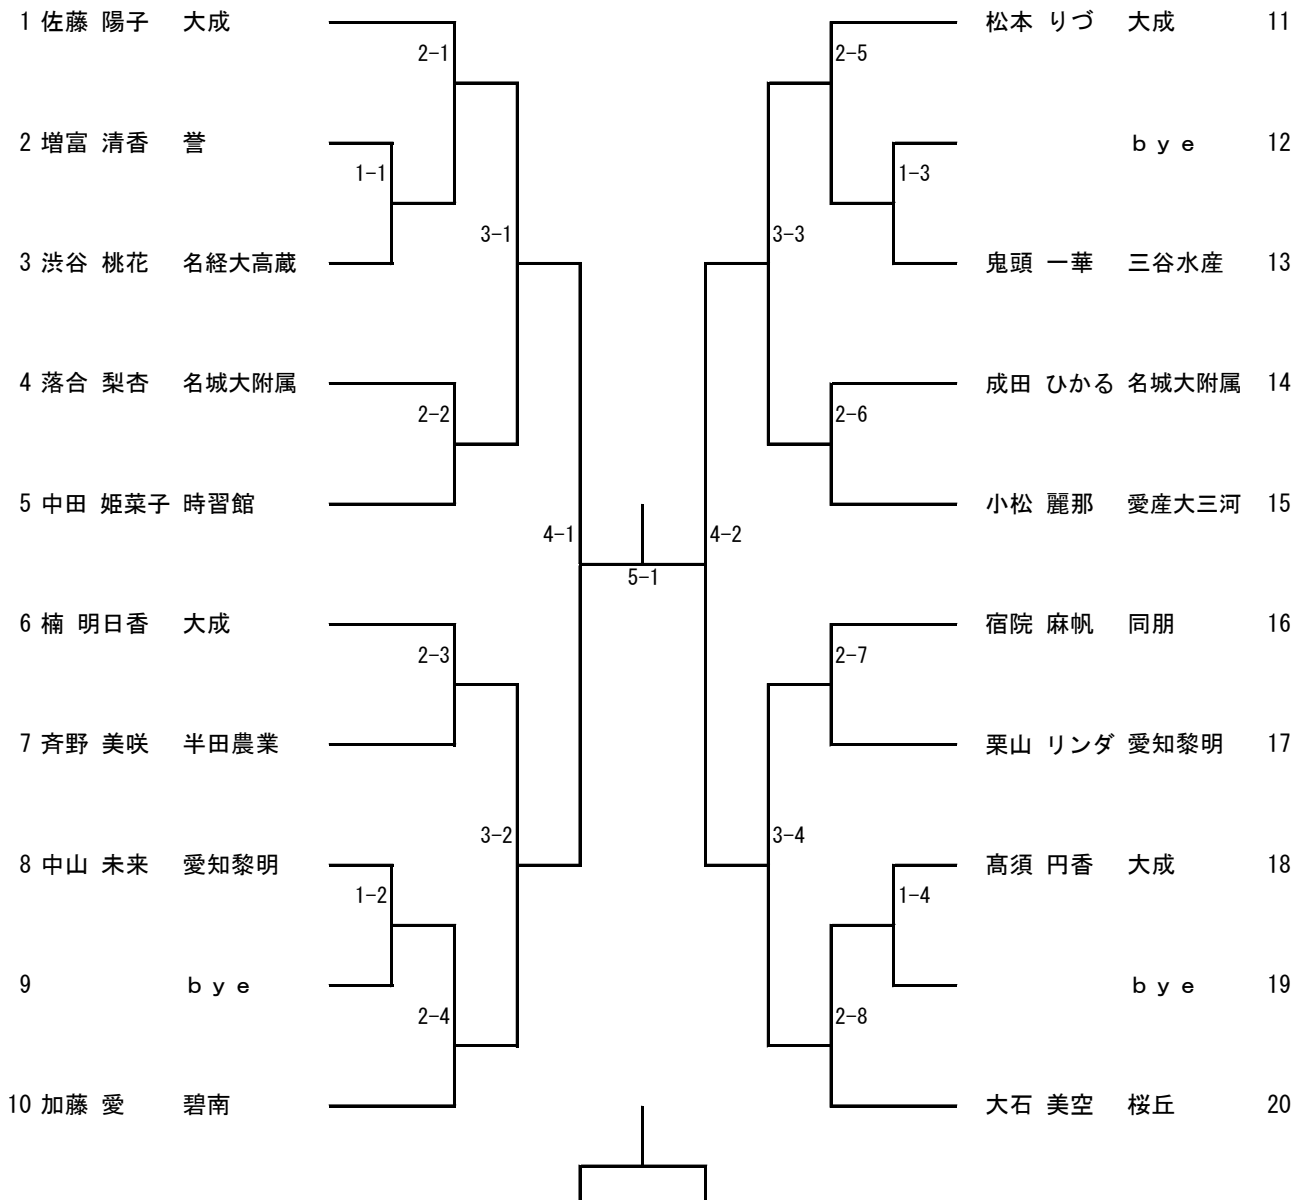 1 佐藤 陽子 大成
2-1
2 増富 清香 誉
1-1
3 渋谷 桃花 名経大高蔵
3-1
4 落合 梨杏 名城大附属
2-2
5 中田 姫菜子 時習館
4-1
6 楠 明日香 大成
2-3
7 斉野 美咲 半田農業
3-2
8 中山 未来 愛知黎明
1-2
9 ｂｙｅ
2-4
10 加藤 愛 碧南
5-1
松本 りづ 大成 11
2-5
ｂｙｅ 12
1-3
鬼頭 一華 三谷水産 13
3-3
成田 ひかる 名城大附属 14
2-6
小松 麗那 愛産大三河 15
4-2
宿院 麻帆 同朋 16
2-7
栗山 リンダ 愛知黎明 17
3-4
髙須 円香 大成 18
1-4
ｂｙｅ 19
2-8
大石 美空 桜丘 20